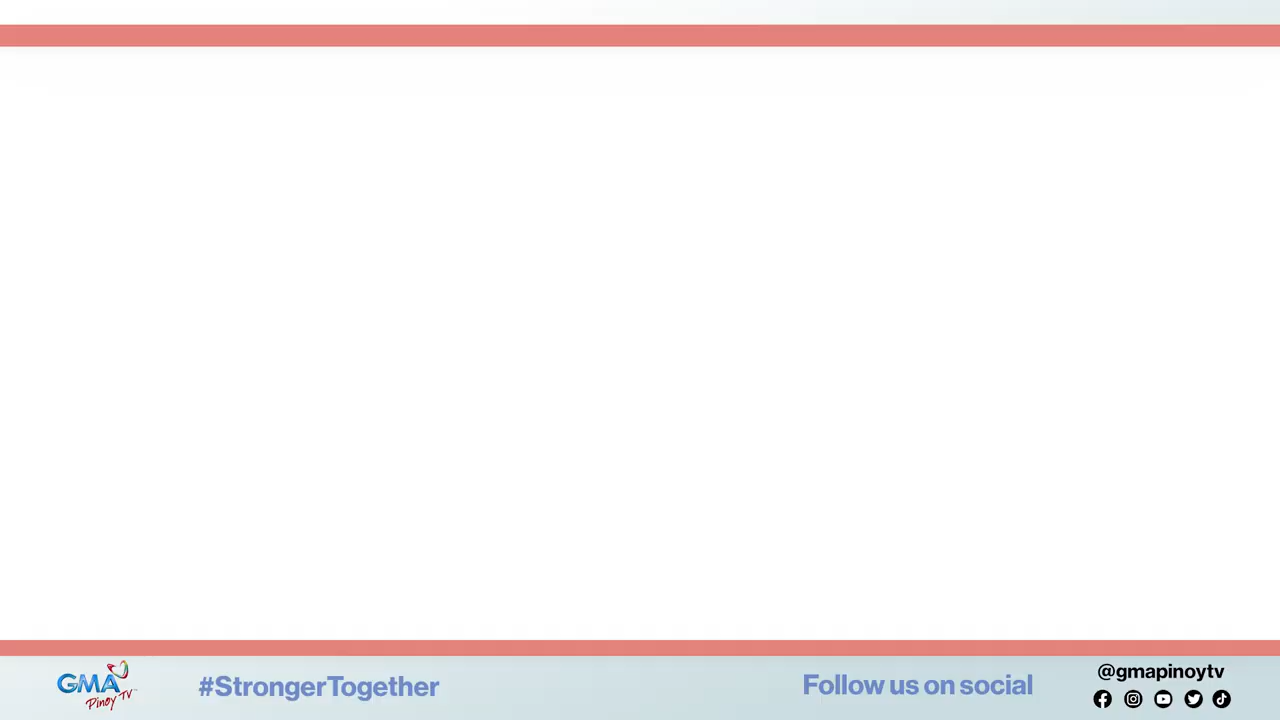 GMA
Pinoy TV
#StrongerTogether
Follow us on social
@gmapinoytv